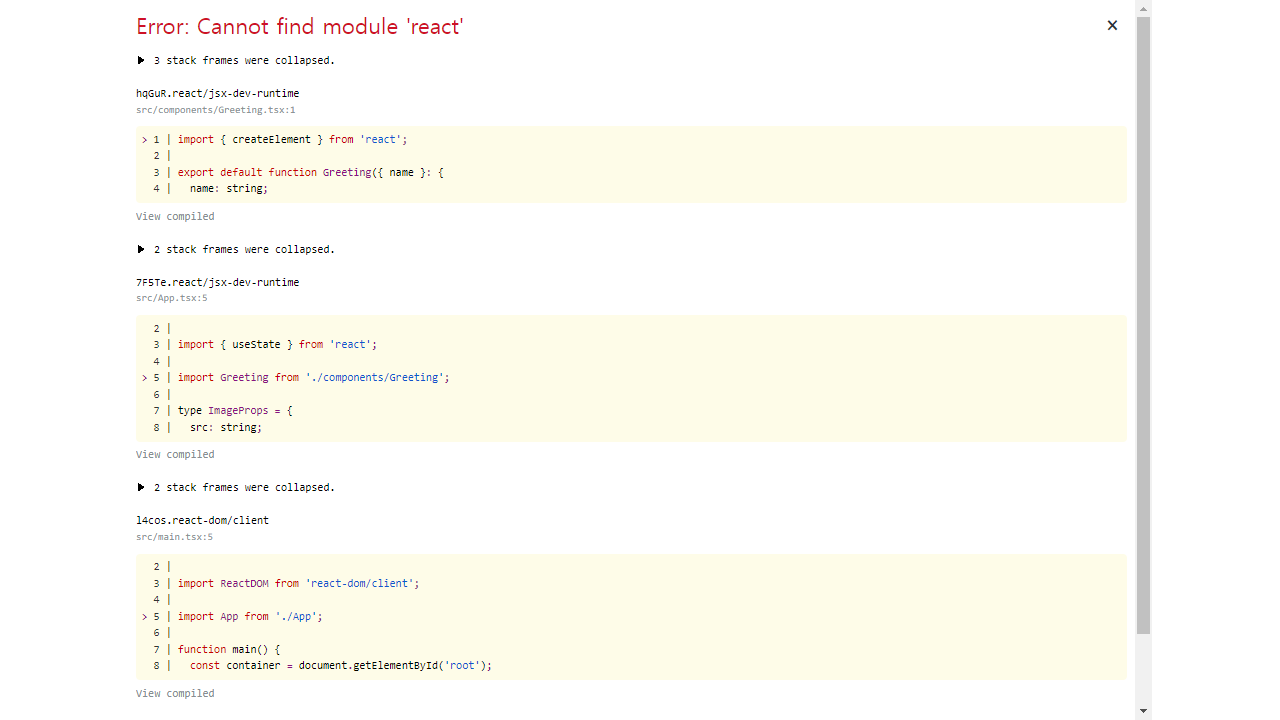 Error: Cannot find module 'react'
×
▶ 3 stack frames were collapsed.
hqGuR.react/jsx-dev-runtime
src/components/Greeting.tsx:1
> 1 | import { createElement } from 'react';
2 |
3 | export default function Greeting({ name }: {
4 |   name: string;
View compiled
▶ 2 stack frames were collapsed.
7F5Te.react/jsx-dev-runtime
src/App.tsx:5
2 |
3 | import { useState } from 'react';
4 |
> 5 | import Greeting from './components/Greeting';
6 |
7 | type ImageProps = {
8 |   src: string;
View compiled
▶ 2 stack frames were collapsed.
l4cos.react-dom/client
src/main.tsx:5
2 |
3 | import ReactDOM from 'react-dom/client';
4 |
> 5 | import App from './App';
6 |
7 | function main() {
8 |   const container = document.getElementById('root');
View compiled